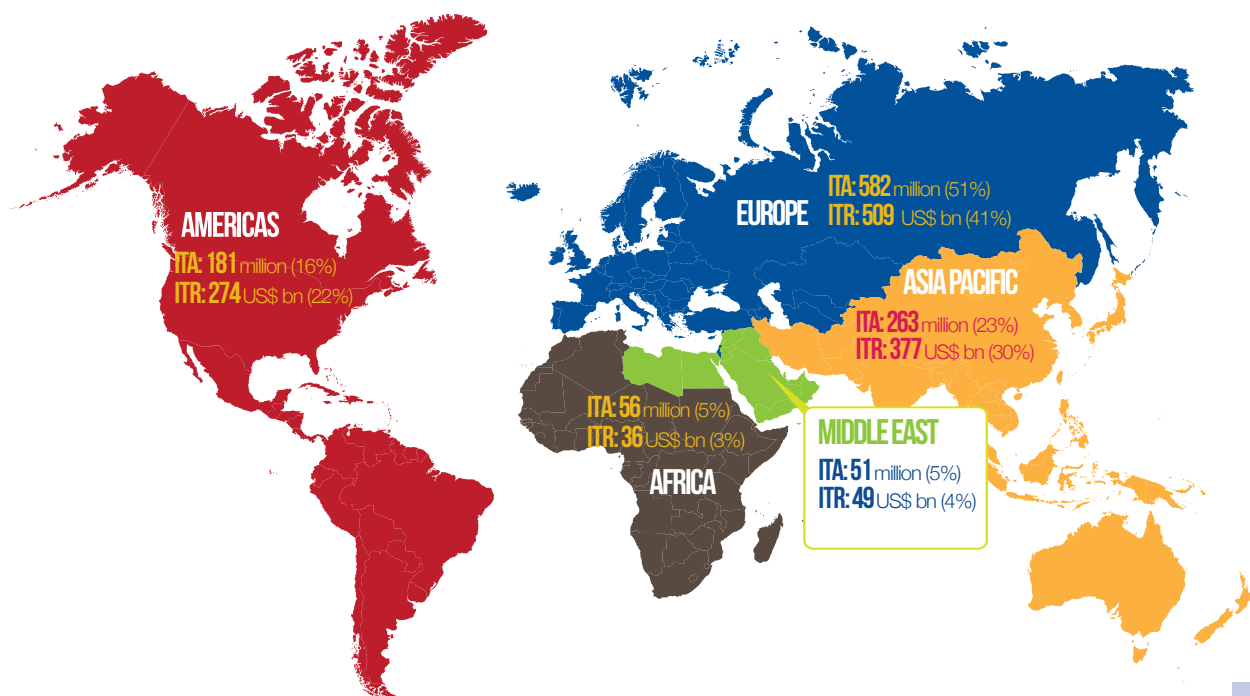 AMERICAS
ITA: 181 million (16%)
ITR: 274 US$ bn (22%)
EUROPE
ITA: 582 million (51%)
ITR: 509 US$ bn (41%)
ASIA PACIFIC
ITA: 263 million (23%)
ITR: 377 US$ bn (30%)
ITA: 56 million (5%)
ITR: 36 US$ bn (3%)
AFRICA
MIDDLE EAST
ITA: 51 million (5%)
ITR: 49 US$ bn (4%)